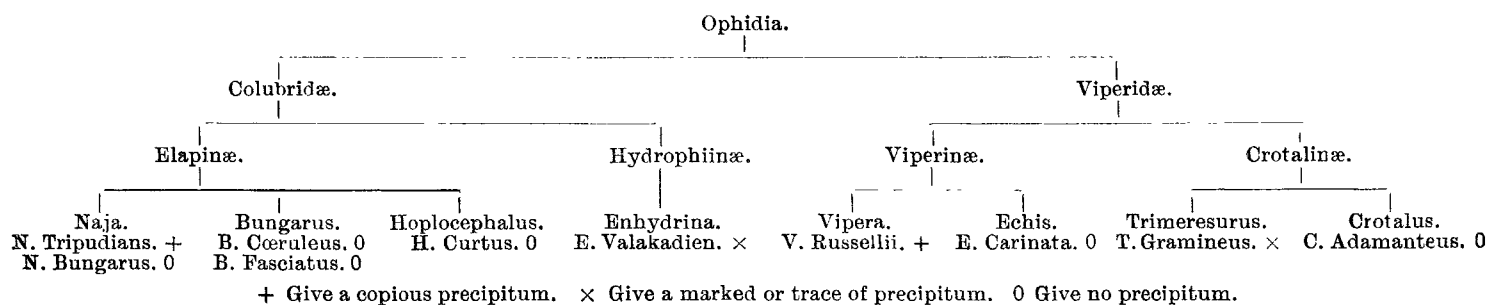 Ophidia.
Colubridæ. Viperidæ.
Elapinæ. Hydrophiinæ. Viperinæ. Crotalinæ.
Naja. Bungarus. Hoplocephalus. Enhydrina. Vipera. Echis. Trimeresurus. Crotalus.
N. Tripudians. + B. Cœruleus. 0 H. Curtus. 0 E. Valakadien. × V. Russellii. + E. Carinata. 0 T. Gramineus. × C. Adamanteus. 0
N. Bungarus. 0 B. Fasciatus. 0
+ Give a copious precipitum. × Give a marked or trace of precipitum. 0 Give no precipitum.